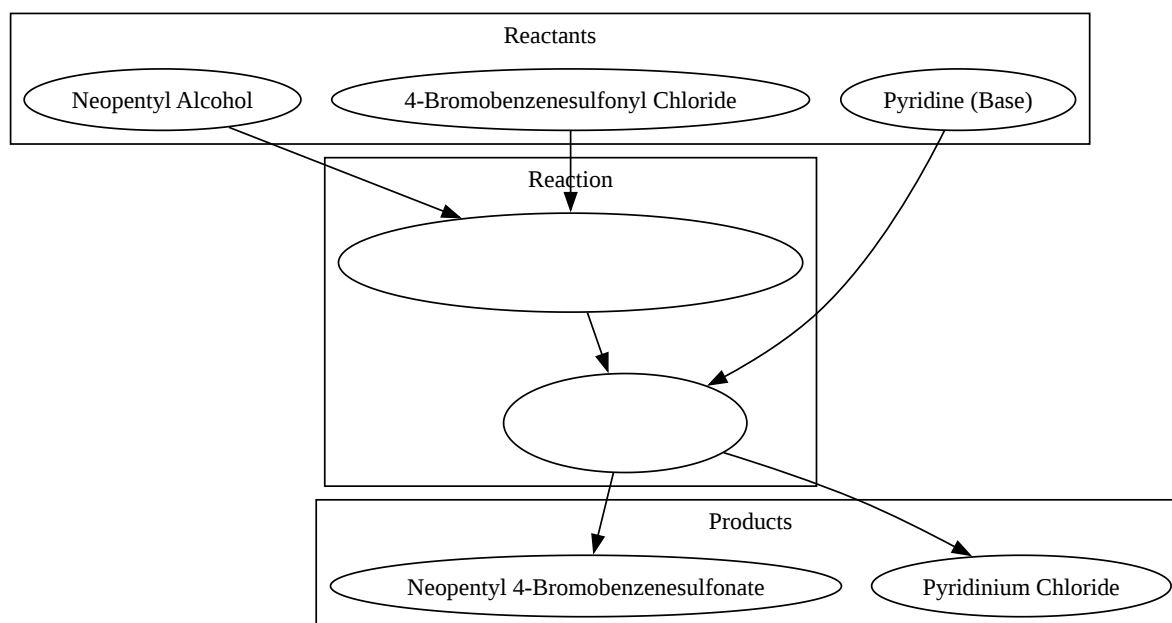 Reactants
Neopentyl Alcohol
4-Bromobenzenesulfonyl Chloride
Pyridine (Base)
Reaction
Products
Neopentyl 4-Bromobenzenesulfonate
Pyridinium Chloride